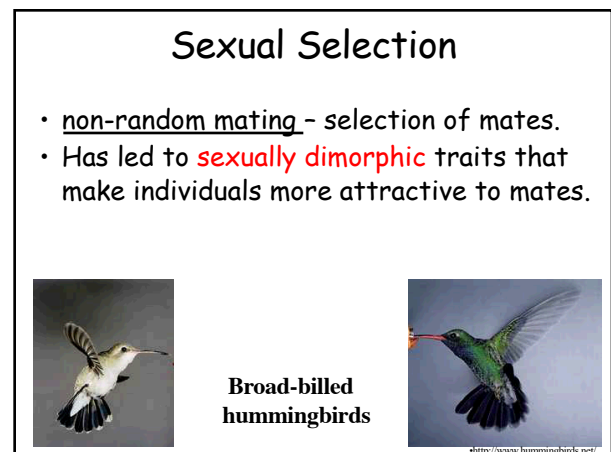 Sexual Selection
• non-random mating – selection of mates.
• Has led to sexually dimorphic traits that
make individuals more attractive to mates.
Broad-billed
hummingbirds
•http://www.hummingbirds.net/